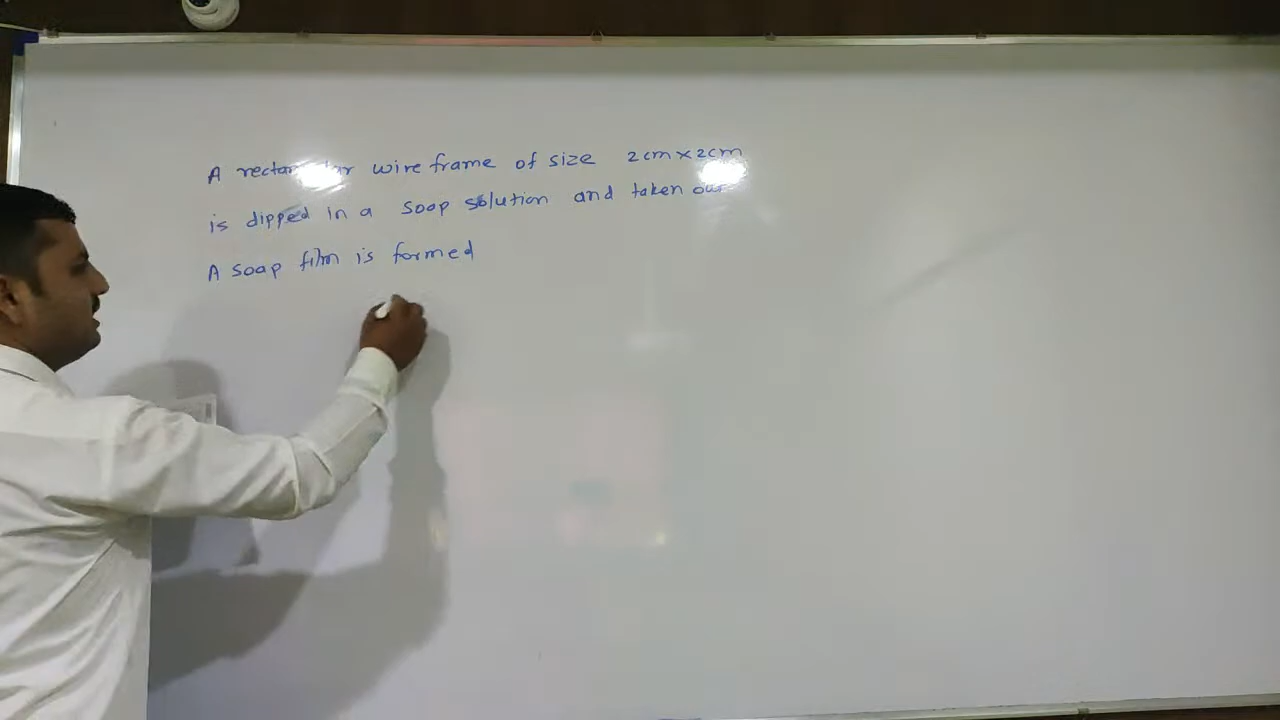 A rectangular wire frame of size 2cm×2cm
is dipped in a soap solution and taken out
A soap film is formed